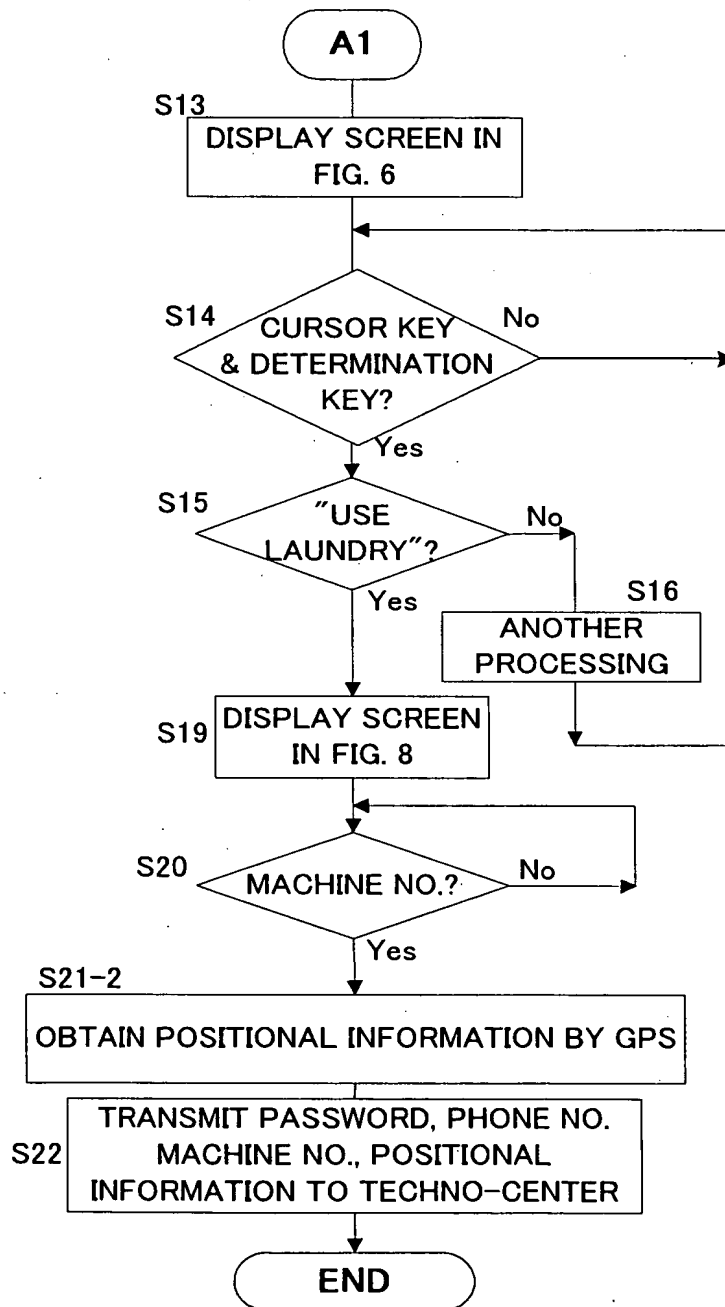 A1
S13
DISPLAY SCREEN IN
FIG. 6
S14
CURSOR KEY
& DETERMINATION
KEY?
No
Yes
S15
"USE
LAUNDRY"?
No
Yes
S16
ANOTHER
PROCESSING
S19
DISPLAY SCREEN
IN FIG. 8
S20
MACHINE NO.?
No
Yes
S21-2
OBTAIN POSITIONAL INFORMATION BY GPS
S22
TRANSMIT PASSWORD, PHONE NO.
MACHINE NO., POSITIONAL
INFORMATION TO TECHNO-CENTER
END